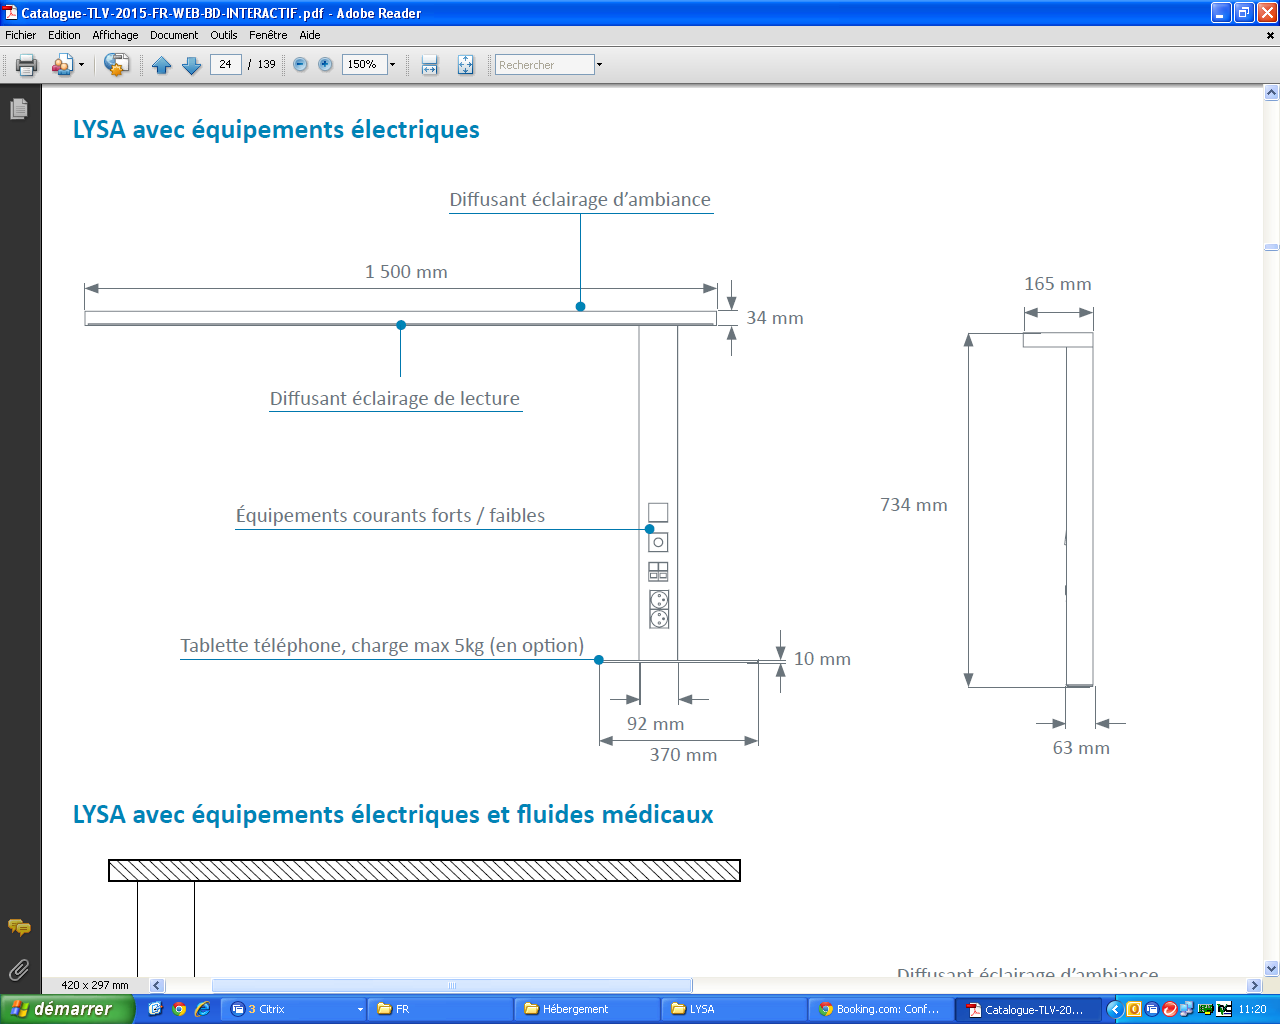 Catalogue-TLV-2015-FR-WEB-BD-INTERACTIF.pdf - Adobe Reader
Fichier Edition Affichage Document Outils Fenêtre Aide
24 / 139 150% Rechercher
LYSA avec équipements électriques
Diffusant éclairage d’ambiance
1 500 mm
165 mm
34 mm
Diffusant éclairage de lecture
734 mm
Équipements courants forts / faibles
Tablette téléphone, charge max 5kg (en option)
10 mm
92 mm
63 mm
370 mm
LYSA avec équipements électriques et fluides médicaux
Diffusant éclairage d’ambiance
420 x 297 mm
démarrer 3 Citrix FR Hébergement LYSA Booking.com: Conf... Catalogue-TLV-20... 11:20